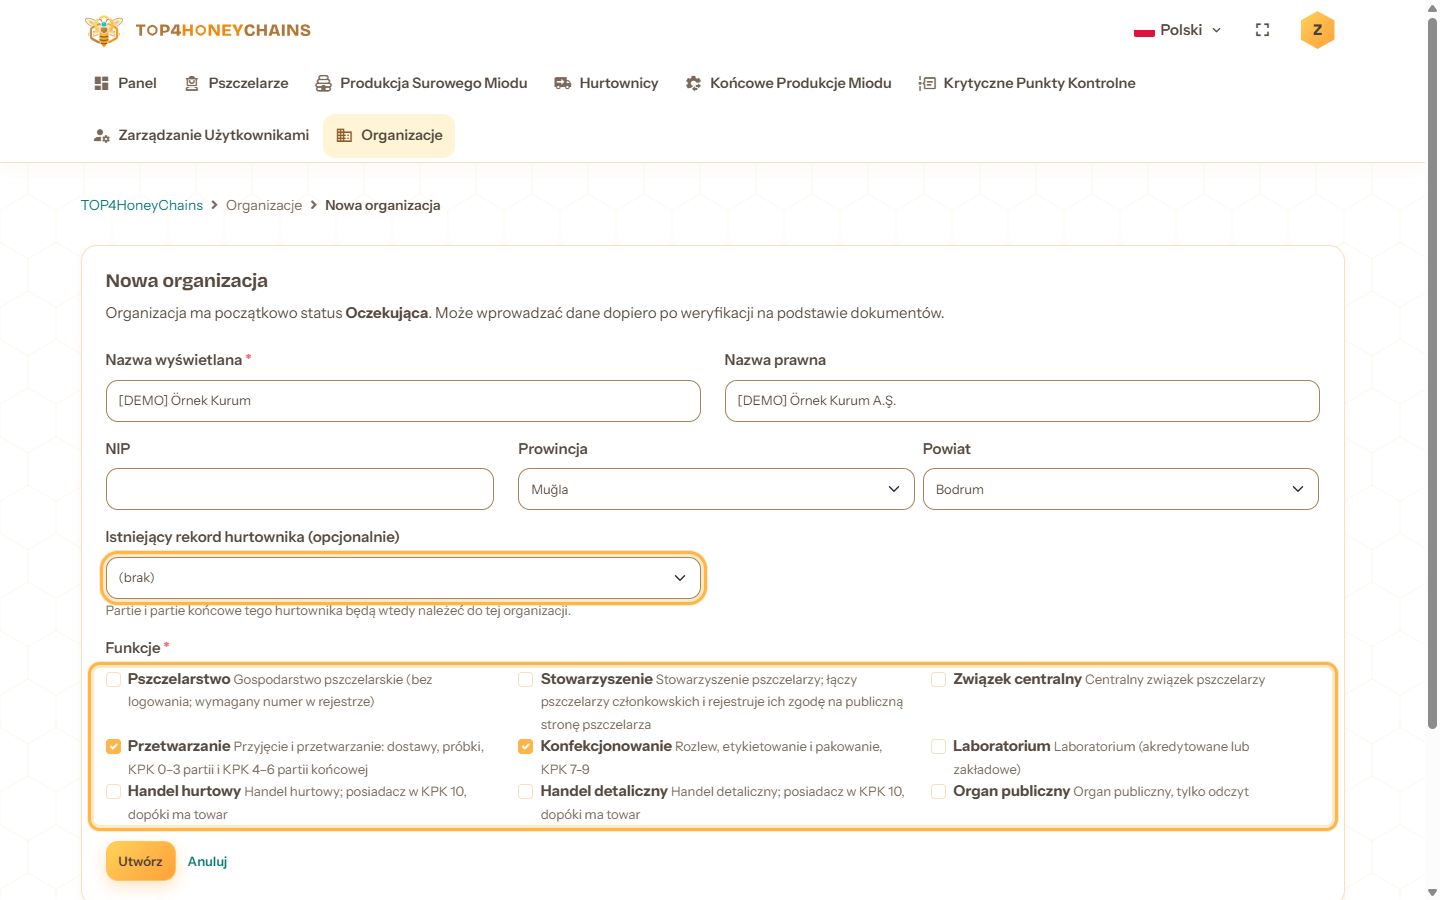 TOP4HONEYCHAINS
Polski
Z
Panel
Pszczelarze
Produkcja Surowego Miodu
Hurtownicy
Końcowe Produkcje Miodu
Krytyczne Punkty Kontrolne
Zarządzanie Użytkownikami
Organizacje
TOP4HoneyChains > Organizacje > Nowa organizacja
Nowa organizacja
Organizacja ma początkowo status Oczekująca. Może wprowadzać dane dopiero po weryfikacji na podstawie dokumentów.
Nazwa wyświetlana *
Nazwa prawna
[DEMO] Örnek Kurum
[DEMO] Örnek Kurum A.Ş.
NIP
Prowincja
Powiat
Muğla
Bodrum
Istniejący rekord hurtownika (opcjonalnie)
(brak)
Partie i partie końcowe tego hurtownika będą wtedy należeć do tej organizacji.
Funkcje *
Pszczelarstwo Gospodarstwo pszczelarskie (bez
logowania; wymagany numer w rejestrze)
Stowarzyszenie Stowarzyszenie pszczelarzy; łączy
pszczelarzy członkowskich i rejestruje ich zgodę na publiczną
stronę pszczelarza
Związek centralny Centralny związek pszczelarzy
Przetwarzanie Przyjęcie i przetwarzanie: dostawy, próbki,
KPK 0–3 partii i KPK 4–6 partii końcowej
Konfekcjonowanie Rozlew, etykietowanie i pakowanie,
KPK 7–9
Laboratorium Laboratorium (akredytowane lub
zakładowe)
Handel hurtowy Handel hurtowy; posiadacz w KPK 10,
dopóki ma towar
Handel detaliczny Handel detaliczny; posiadacz w KPK 10,
dopóki ma towar
Organ publiczny Organ publiczny, tylko odczyt
Utwórz
Anuluj